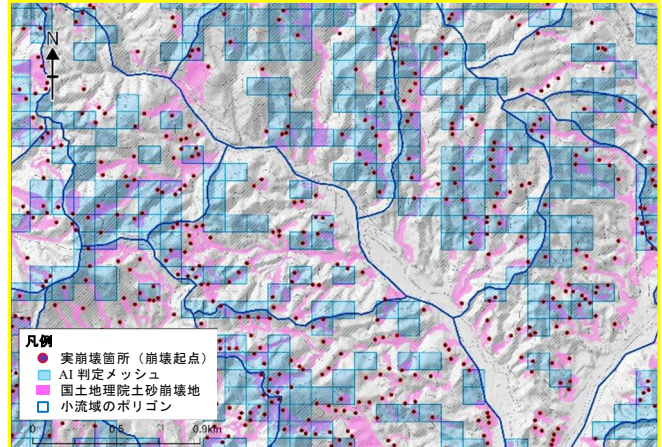 N
凡例
実崩壊箇所（崩壊起点）
AI 判定メッシュ
国土地理院土砂崩壊地
小流域のポリゴン
0 0.5 0.9km